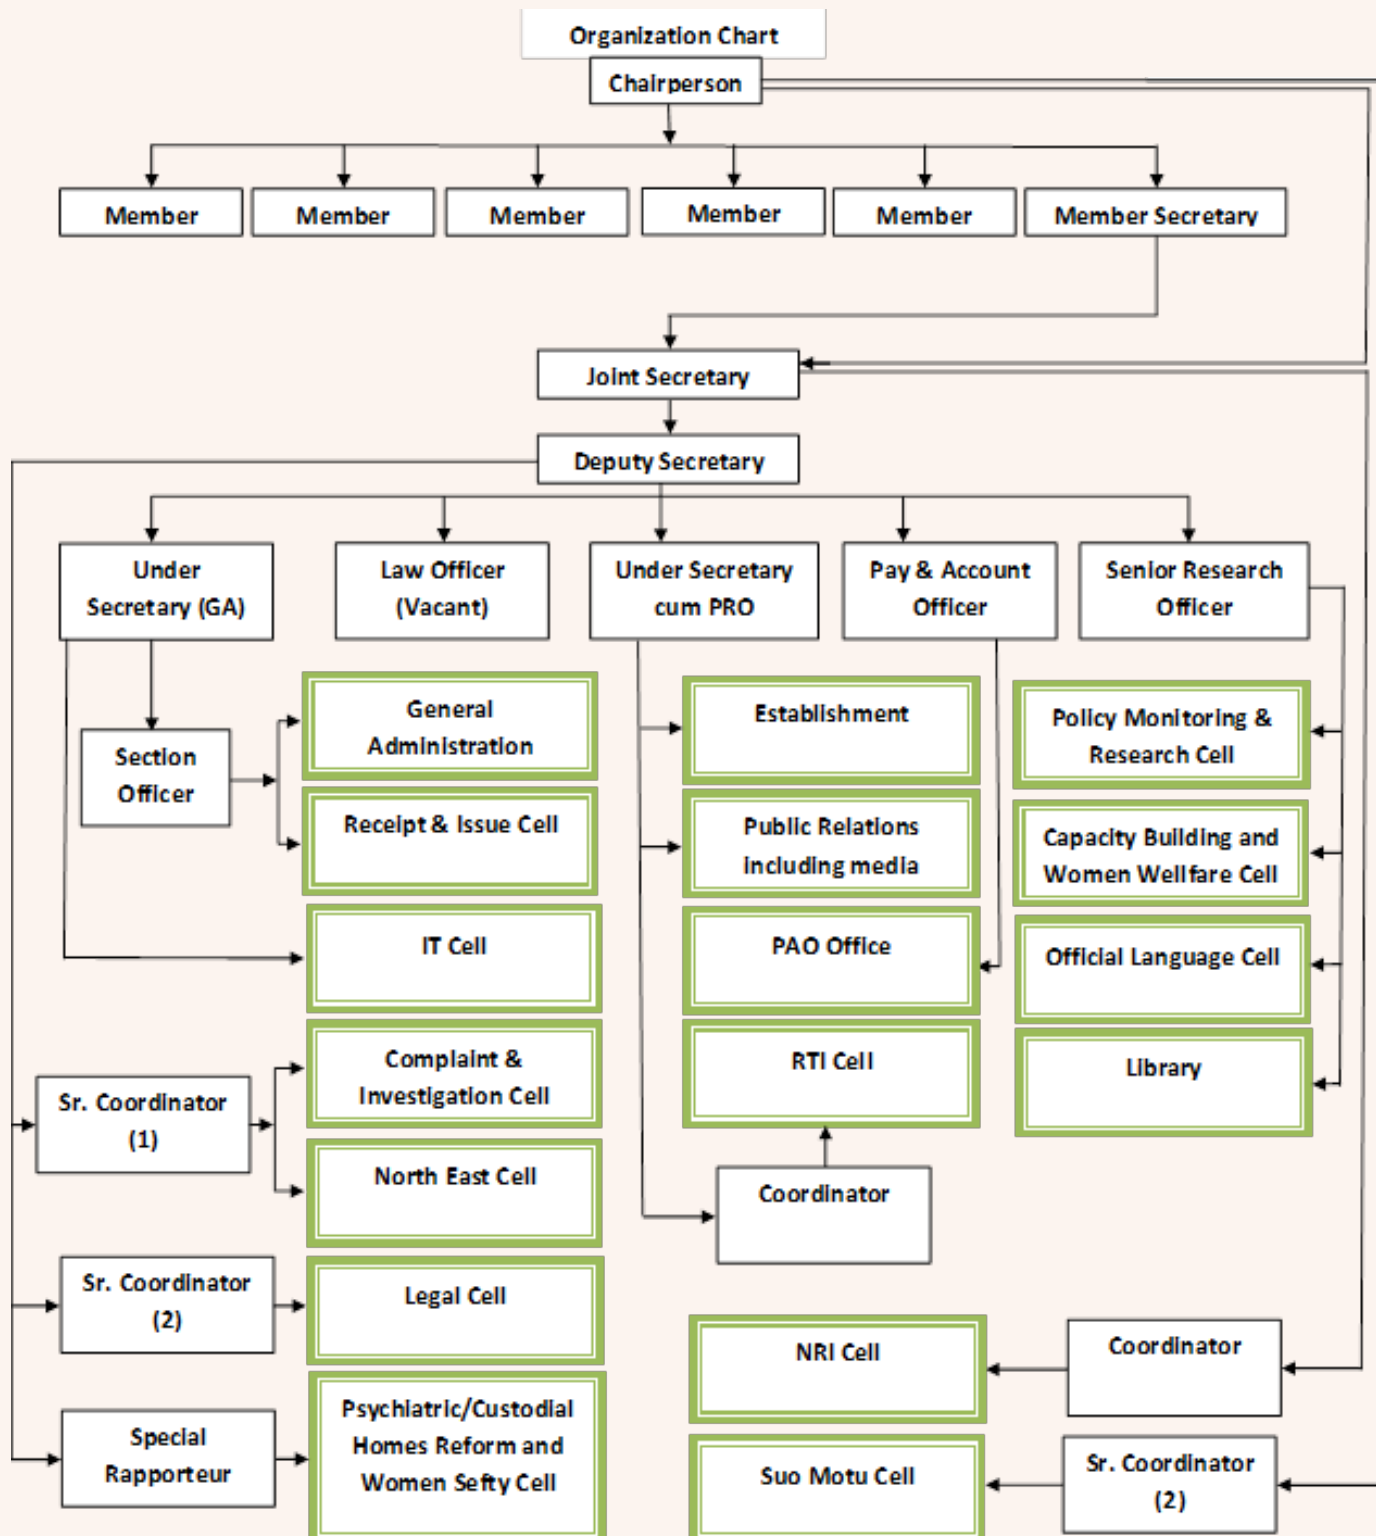 Organization Chart
Chairperson
Member
Member
Member
Member
Member
Member Secretary
Joint Secretary
Deputy Secretary
Under
Secretary (GA)
Law Officer
(Vacant)
Under Secretary
cum PRO
Pay & Account
Officer
Senior Research
Officer
Section
Officer
General
Administration
Receipt & Issue Cell
IT Cell
Establishment
Public Relations
Including media
PAO Office
RTI Cell
Coordinator
Policy Monitoring &
Research Cell
Capacity Building and
Women Wellfare Cell
Official Language Cell
Library
Sr. Coordinator
(1)
Complaint &
Investigation Cell
North East Cell
Sr. Coordinator
(2)
Legal Cell
Special
Rapporteur
Psychiatric/Custodial
Homes Reform and
Women Sefty Cell
NRI Cell
Coordinator
Suo Motu Cell
Sr. Coordinator
(2)